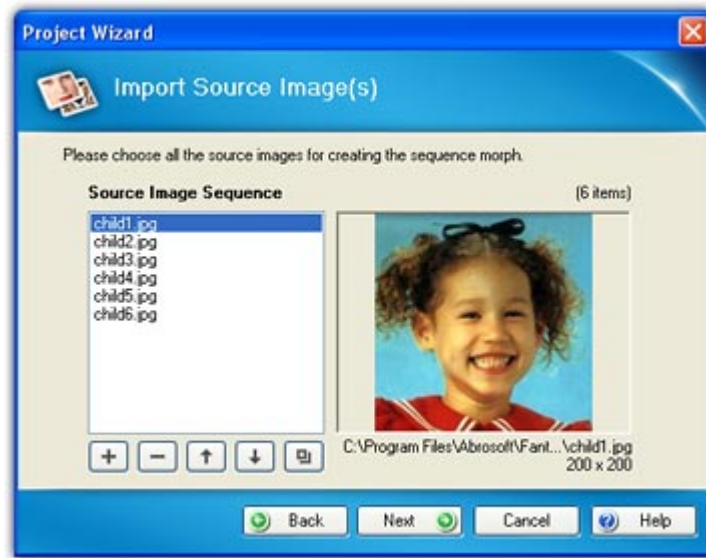 Project Wizard
Import Source Image(s)
Please choose all the source images for creating the sequence morph.
Source Image Sequence (6 items)
child1.jpg
child2.jpg
child3.jpg
child4.jpg
child5.jpg
child6.jpg
C:\Program Files\Abrosoft\Fant...\child1.jpg
200 x 200
Back Next Cancel Help